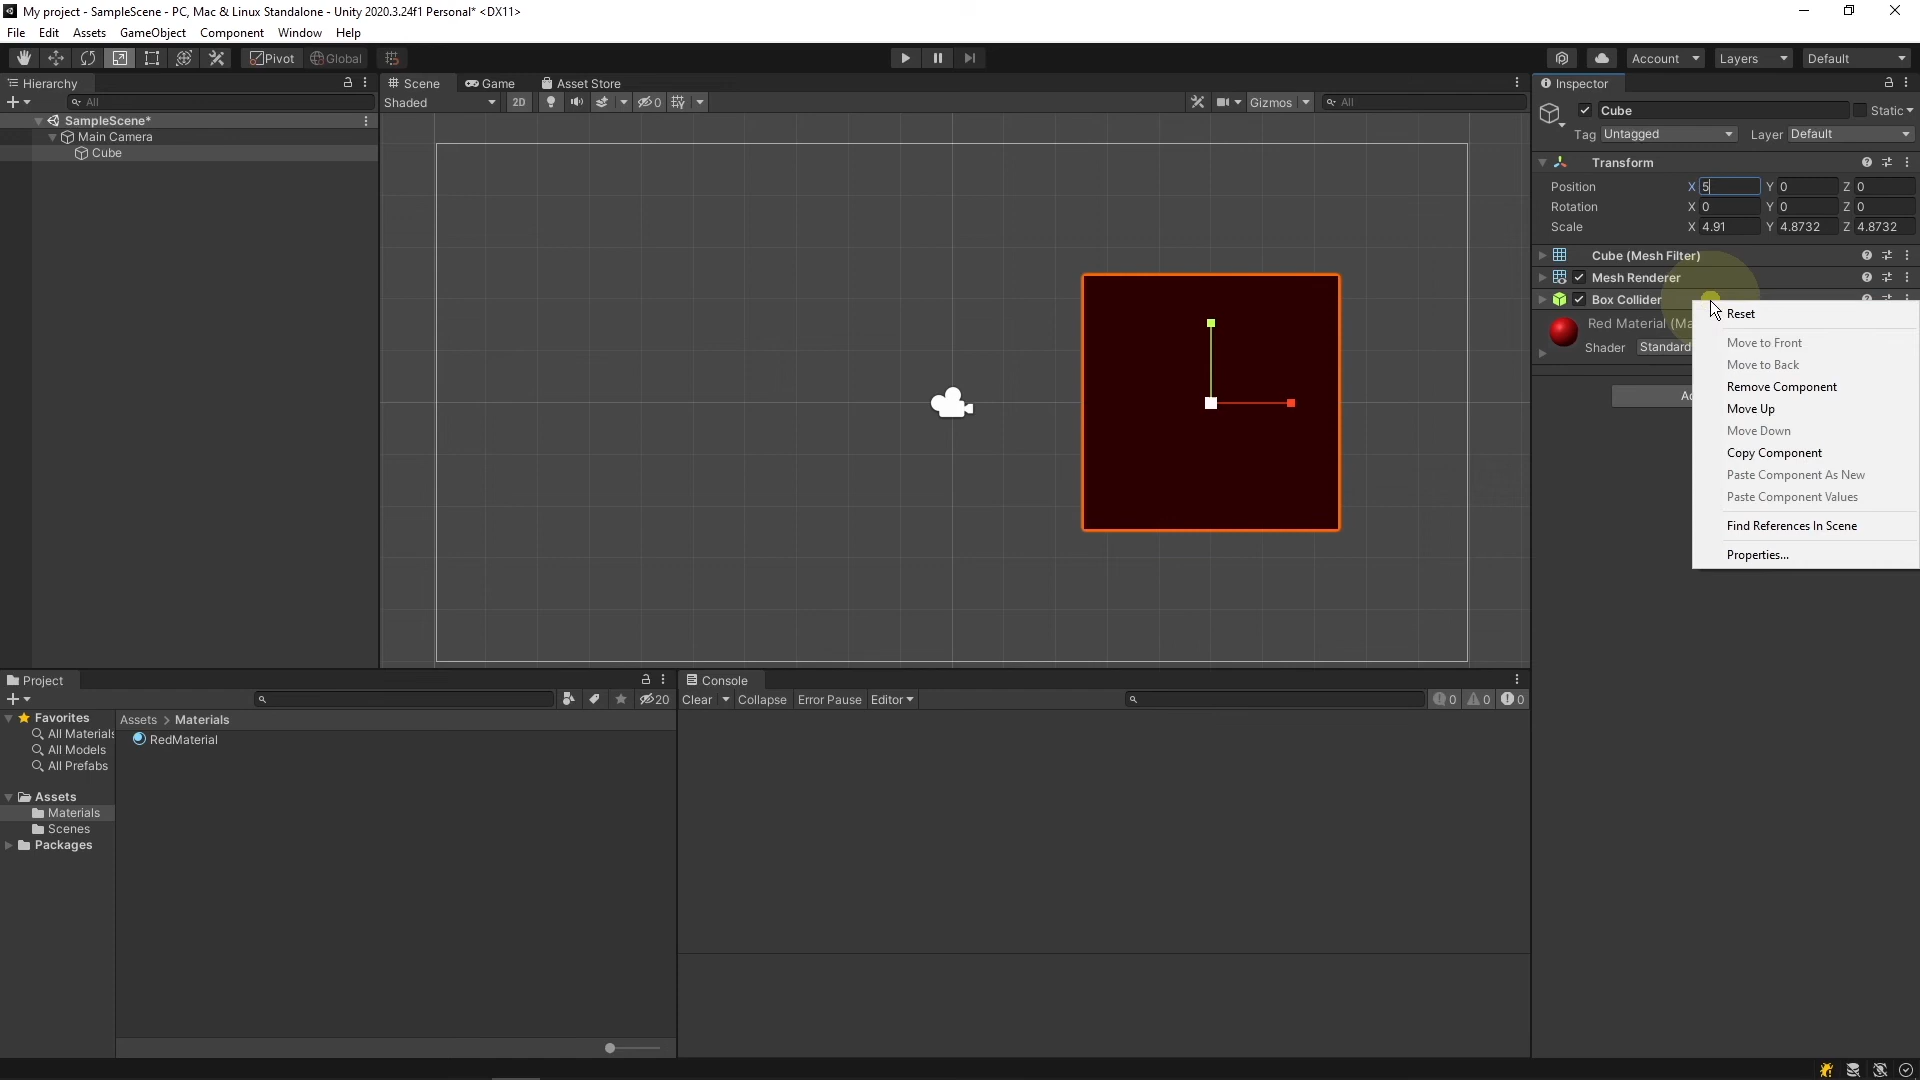 My project - SampleScene - PC, Mac & Linux Standalone - Unity 2020.3.24f1 Personal* <DX11>
File Edit Assets GameObject Component Window Help
Pivot Global Account Layers Default
Hierarchy
All
SampleScene*
Main Camera
Cube
Scene Game Asset Store
Shaded 2D 0 Gizmos All
Inspector
Cube Static
Tag Untagged Layer Default
Transform
Position X 5 Y 0 Z 0
Rotation X 0 Y 0 Z 0
Scale X 4.91 Y 4.8732 Z 4.8732
Cube (Mesh Filter)
Mesh Renderer
Box Collider
Red Material (Ma
Shader Standard
Reset
Move to Front
Move to Back
Remove Component
Move Up
Move Down
Copy Component
Paste Component As New
Paste Component Values
Find References In Scene
Properties...
Project
20
Favorites
All Materials
All Models
All Prefabs
Assets
Materials
Scenes
Packages
Assets > Materials
RedMaterial
Console
Clear Collapse Error Pause Editor 0 0 0